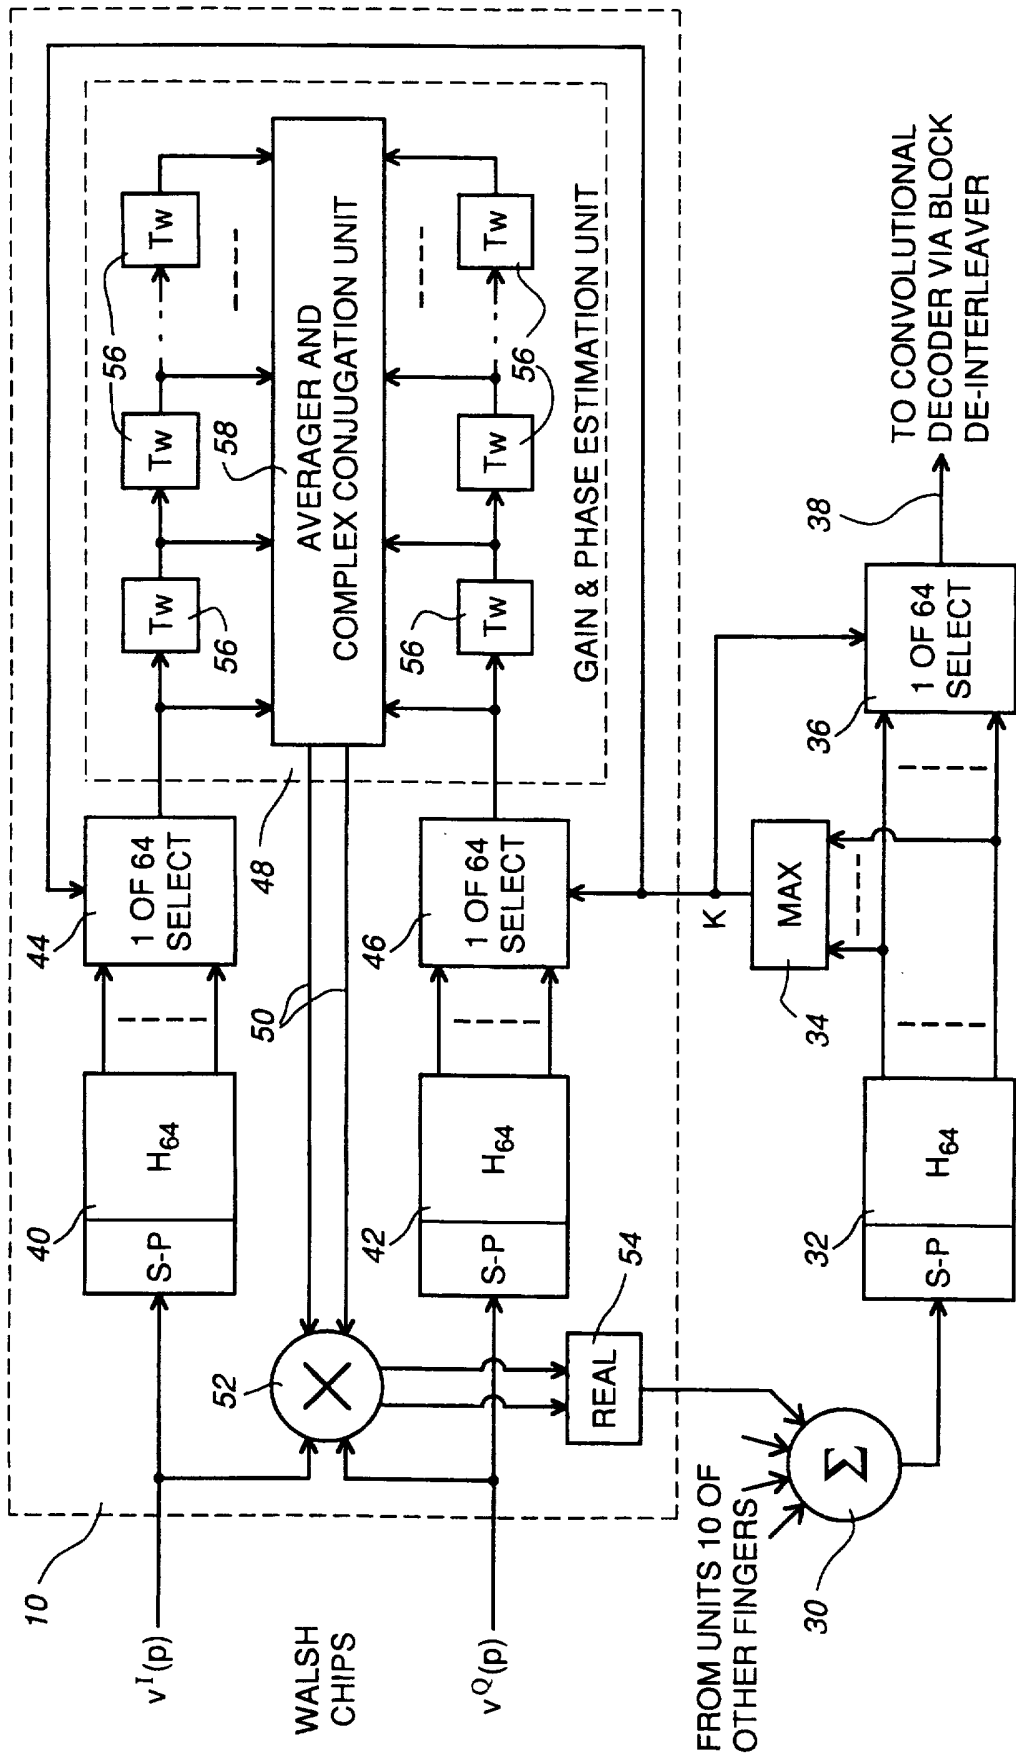 10
v^I(p)
WALSH
CHIPS
v^Q(p)
40
S-P
H64
44
1 OF 64
SELECT
56
Tw
Tw
Tw
56
58
AVERAGER AND
COMPLEX CONJUGATION UNIT
48
50
52
42
S-P
H64
46
1 OF 64
SELECT
56
Tw
Tw
Tw
56
GAIN & PHASE ESTIMATION UNIT
54
REAL
K
MAX
34
FROM UNITS 10 OF
OTHER FINGERS
Σ
30
32
S-P
H64
36
1 OF 64
SELECT
38
TO CONVOLUTIONAL
DECODER VIA BLOCK
DE-INTERLEAVER